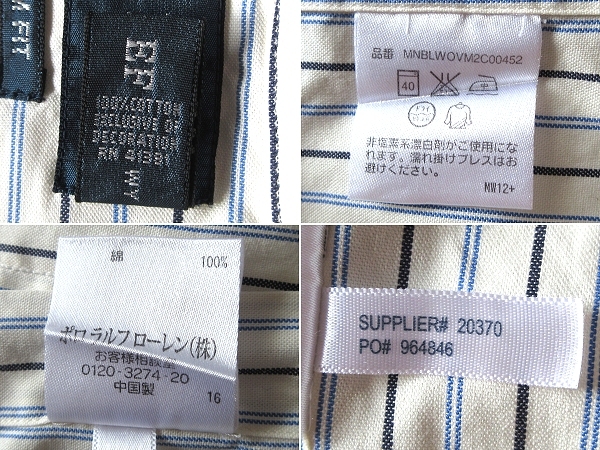 M FIT
EF
100%COTTON
EXCLUSIVE OF
DECORATION
RN 41381
WY
品番 MNBLWOVM2C00452
40
非塩素系漂白剤がご使用にな
れます。濡れ掛けプレスはお
避けください。
MW12+
綿 100%
ポロ ラルフ ローレン(株)
お客様相談室
0120-3274-20
中国製
16
SUPPLIER# 20370
PO# 964846